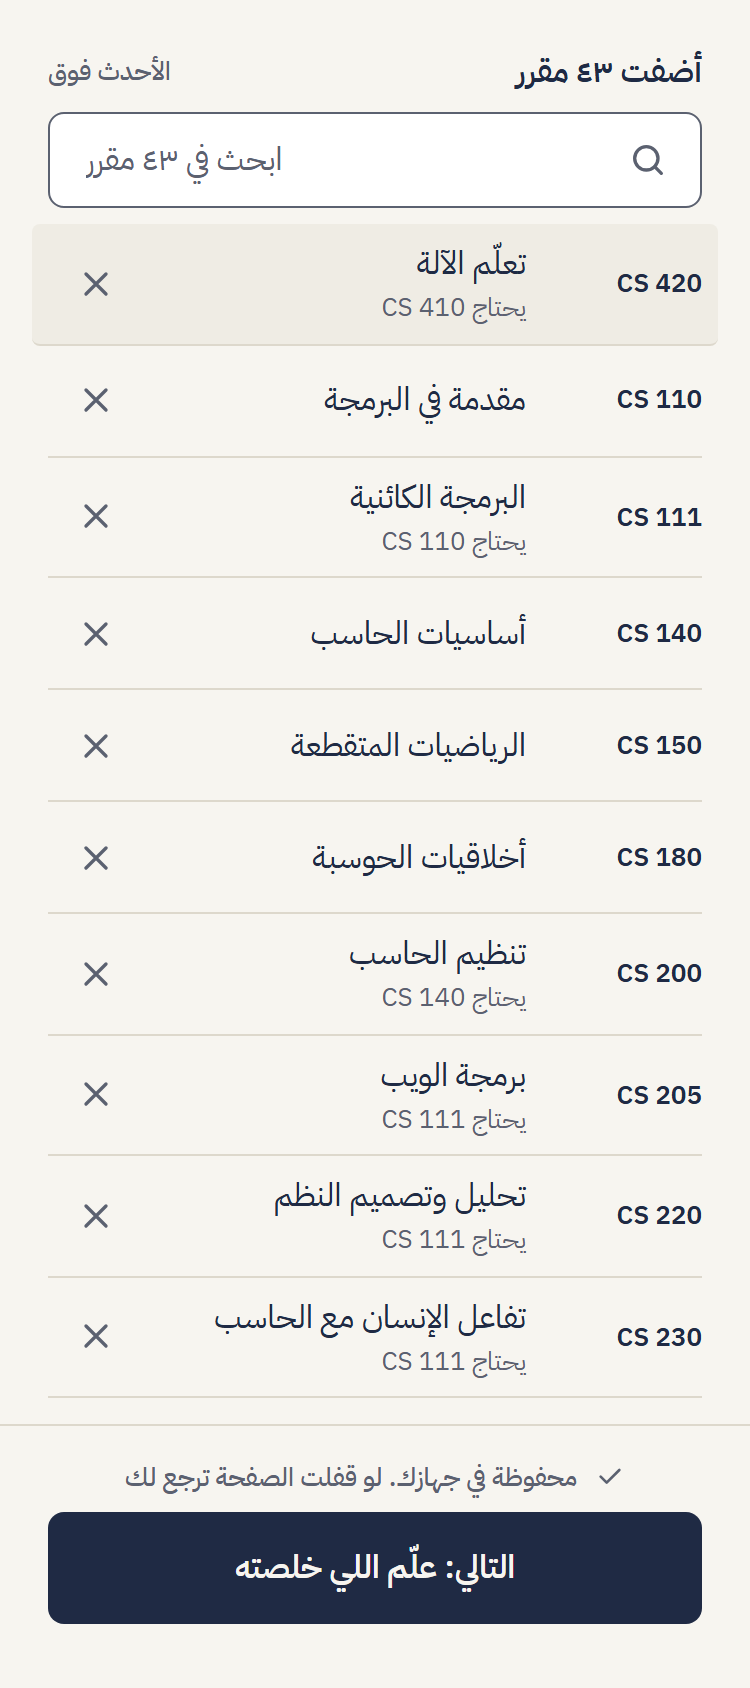 أضفت ٤٣ مقرر
الأحدث فوق
ابحث في ٤٣ مقرر
CS 420
تعلّم الآلة
يحتاج CS 410
CS 110
مقدمة في البرمجة
CS 111
البرمجة الكائنية
يحتاج CS 110
CS 140
أساسيات الحاسب
CS 150
الرياضيات المتقطعة
CS 180
أخلاقيات الحوسبة
CS 200
تنظيم الحاسب
يحتاج CS 140
CS 205
برمجة الويب
يحتاج CS 111
CS 220
تحليل وتصميم النظم
يحتاج CS 111
CS 230
تفاعل الإنسان مع الحاسب
يحتاج CS 111
محفوظة في جهازك. لو قفلت الصفحة ترجع لك
التالي: علّم اللي خلصته